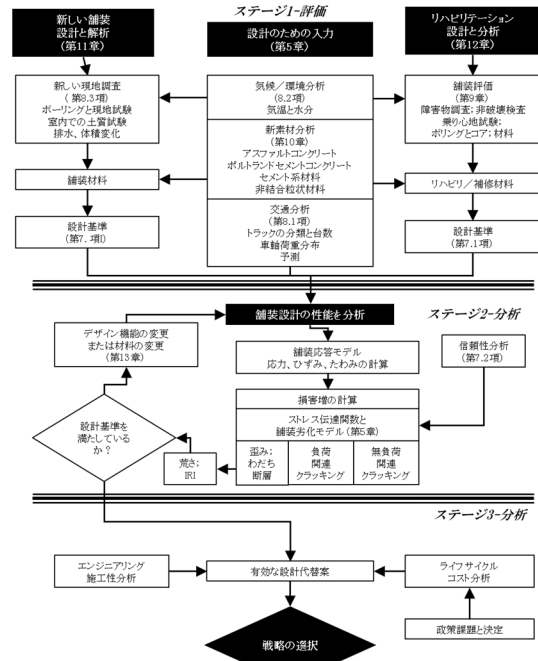 ステージ1-評価
新しい舗装
設計と解析
(第11章)
設計のための入力
(第5章)
リハビリテーション
設計と分析
(第12章)
新しい現地調査
(第8.3項)
ボーリングと現地試験
室内での土質試験
排水、体積変化
気候／環境分析
(8.2項)
気温と水分
舗装評価
(第9章)
障害物調査; 非破壊検査
乗り心地試験;
ボリングとコア; 材料
新素材分析
(第10章)
アスファルトコンクリート
ポルトランドセメントコンクリート
セメント系材料
非結合粒状材料
舗装材料
リハビリ／補修材料
交通分析
(第8.1項)
トラックの分類と台数
車軸荷重分布
予測
設計基準
(第7. 項I)
設計基準
(第7.1項)
舗装設計の性能を分析
ステージ2-分析
デザイン機能の変更
または材料の変更
(第13章)
舗装応答モデル
応力、ひずみ、たわみの計算
信頼性分析
(第7.2項)
損害増の計算
ストレス伝達関数と
舗装劣化モデル(第5章)
設計基準を
満たしている
か？
荒さ;
IRI
歪み;
わだち
断層
負荷
関連
クラッキング
無負荷
関連
クラッキング
ステージ3-分析
エンジニアリング
施工性分析
有効な設計代替案
ライフサイクル
コスト分析
戦略の選択
政策課題と決定